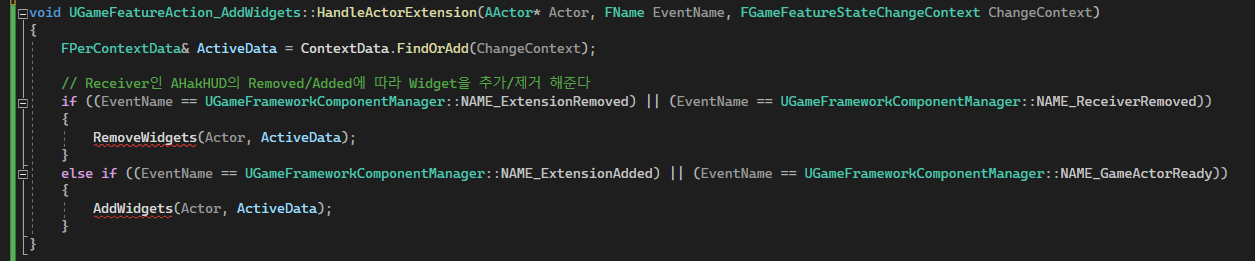 void UGameFeatureAction_AddWidgets::HandleActorExtension(AActor* Actor, FName EventName, FGameFeatureStateChangeContext ChangeContext)
{
FPerContextData& ActiveData = ContextData.FindOrAdd(ChangeContext);
// Receiver인 AHakHUD의 Removed/Added에 따라 Widget을 추가/제거 해준다
if ((EventName == UGameFrameworkComponentManager::NAME_ExtensionRemoved) || (EventName == UGameFrameworkComponentManager::NAME_ReceiverRemoved))
{
RemoveWidgets(Actor, ActiveData);
}
else if ((EventName == UGameFrameworkComponentManager::NAME_ExtensionAdded) || (EventName == UGameFrameworkComponentManager::NAME_GameActorReady))
{
AddWidgets(Actor, ActiveData);
}
}